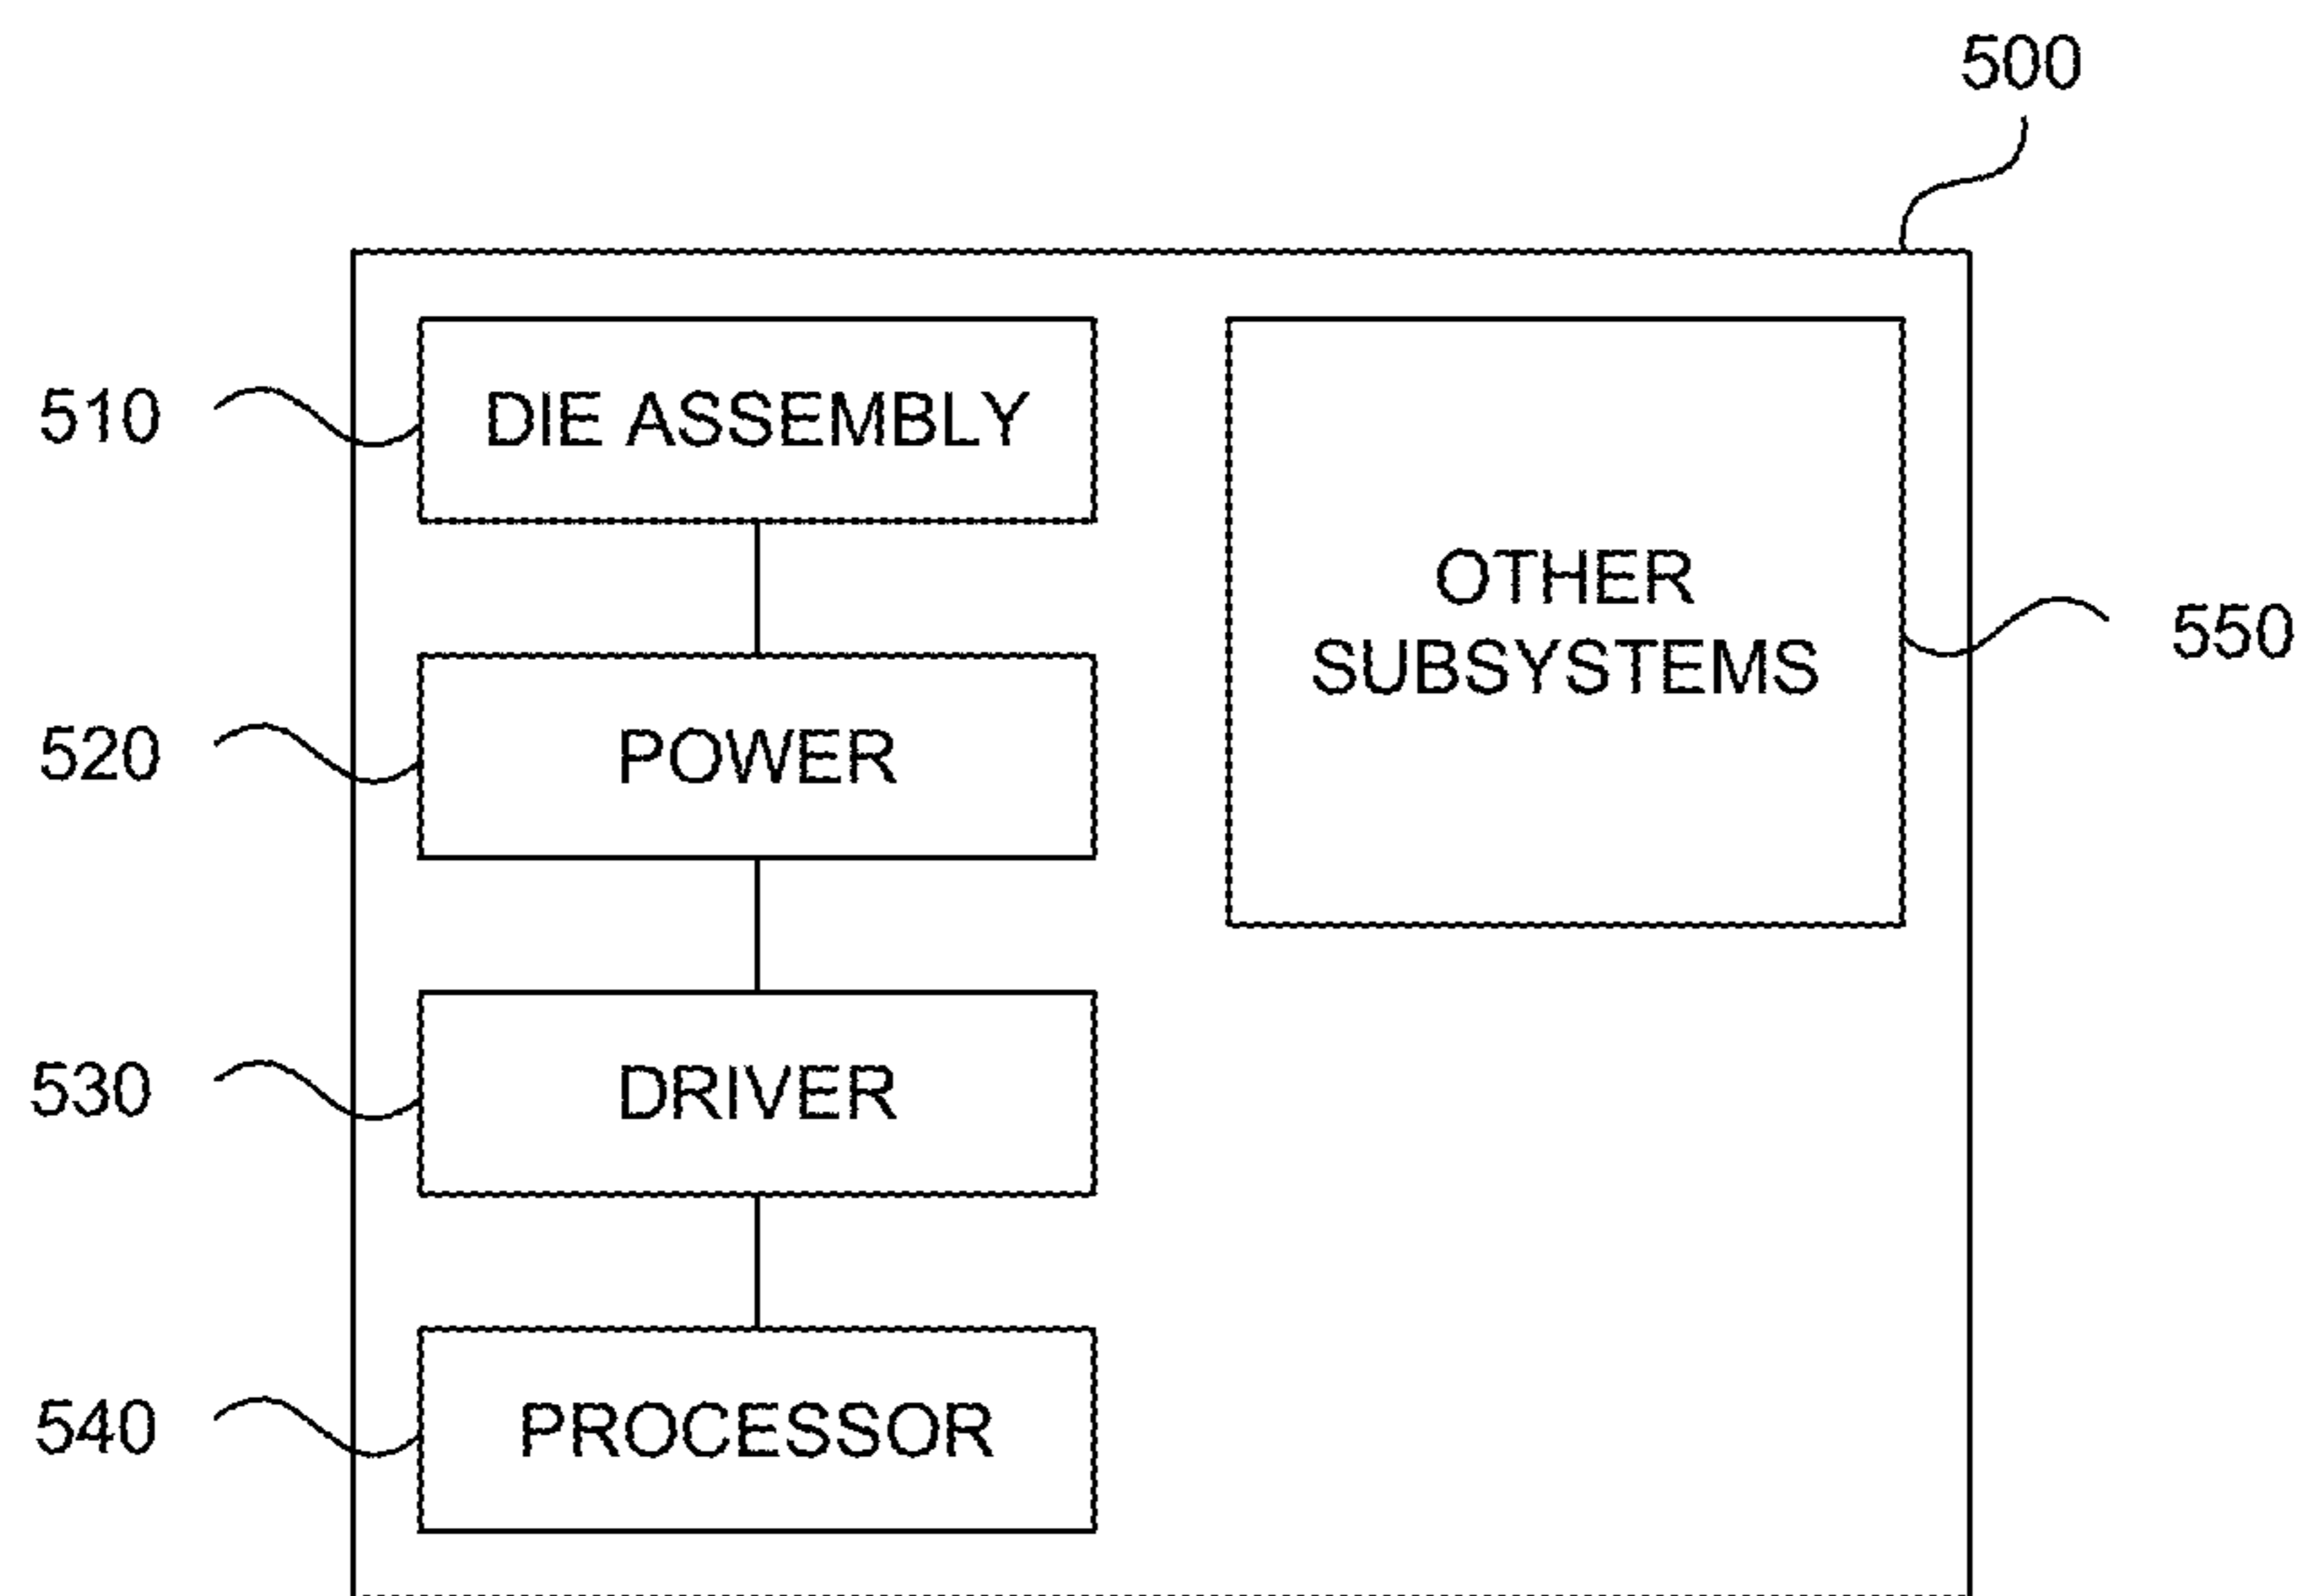 500
510
DIE ASSEMBLY
OTHER
SUBSYSTEMS
550
520
POWER
530
DRIVER
540
PROCESSOR